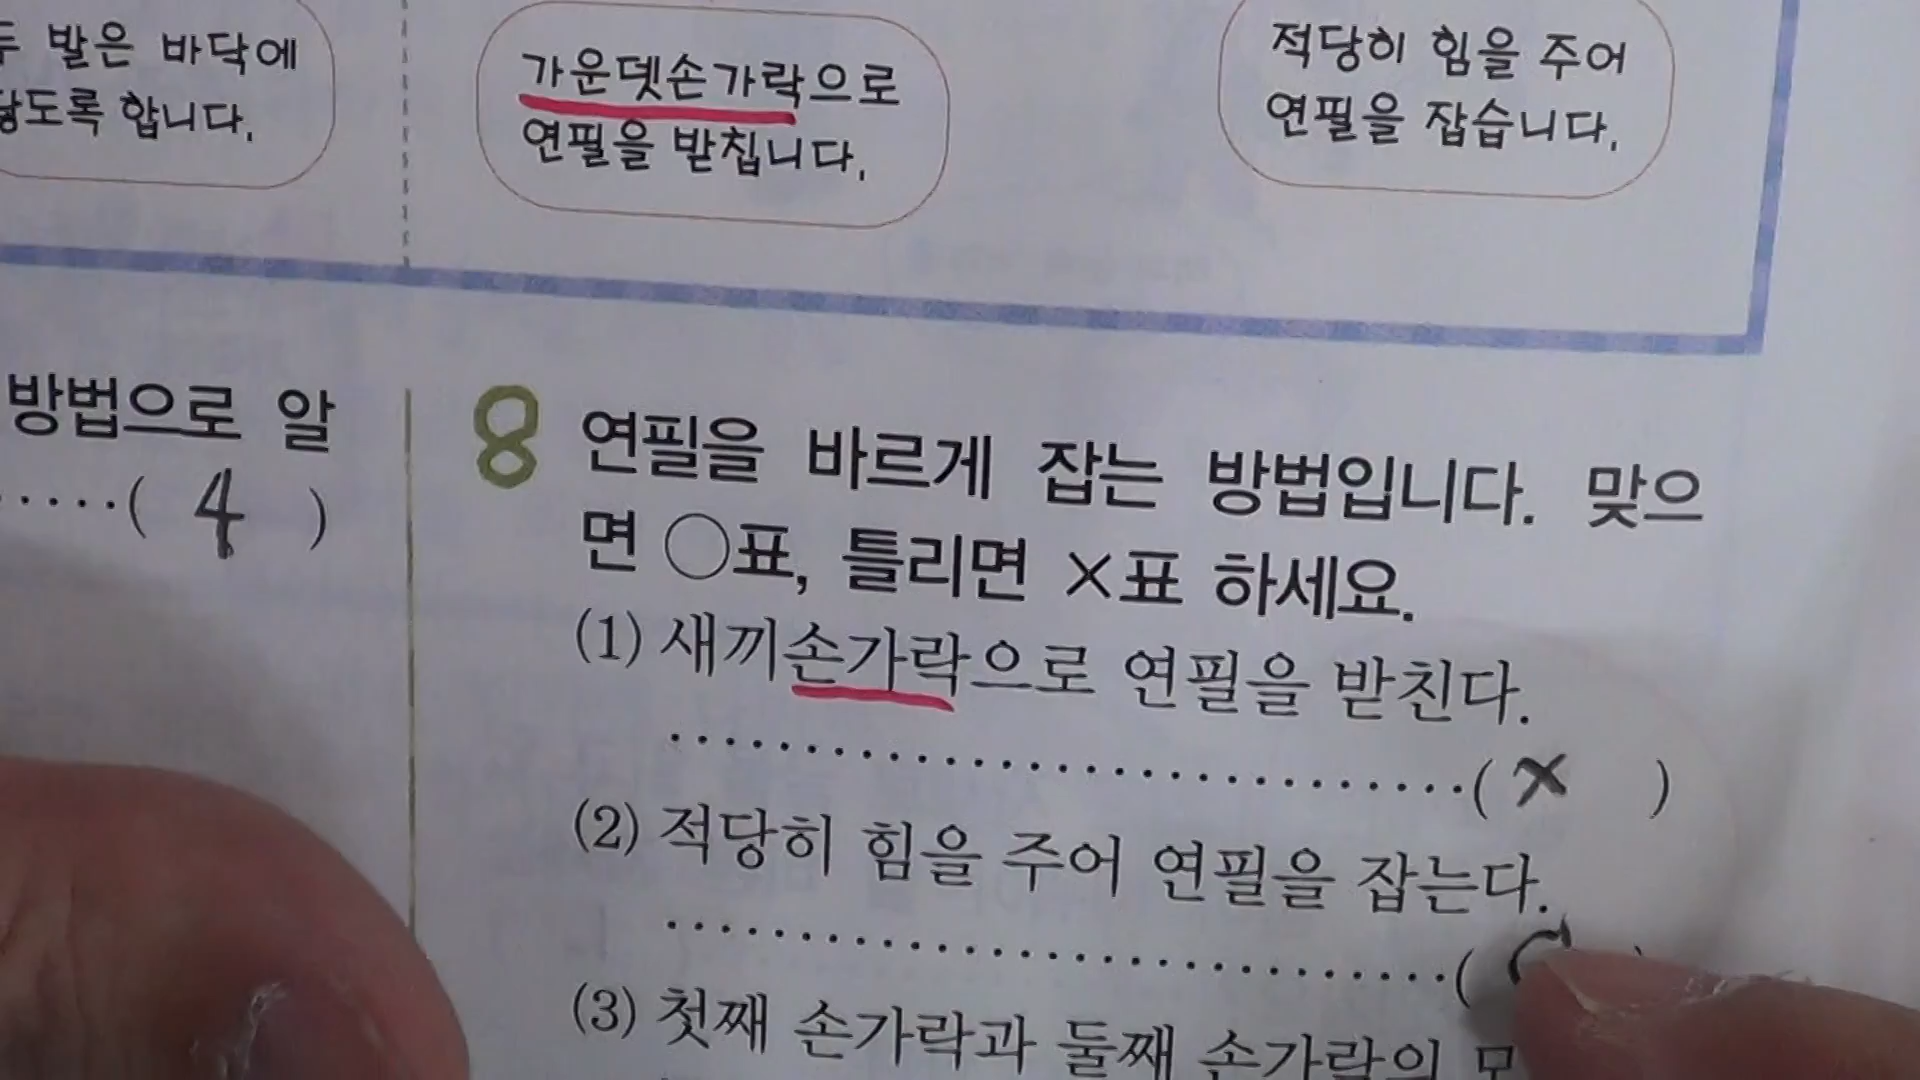 두 발은 바닥에
닿도록 합니다.
가운뎃손가락으로
연필을 받칩니다.
적당히 힘을 주어
연필을 잡습니다.
방법으로 알
·····( 4 )
8 연필을 바르게 잡는 방법입니다. 맞으
면 ○표, 틀리면 ×표 하세요.
(1) 새끼손가락으로 연필을 받친다.
······························( × )
(2) 적당히 힘을 주어 연필을 잡는다.
······························(
(3) 첫째 손가락과 둘째 손가락의 모